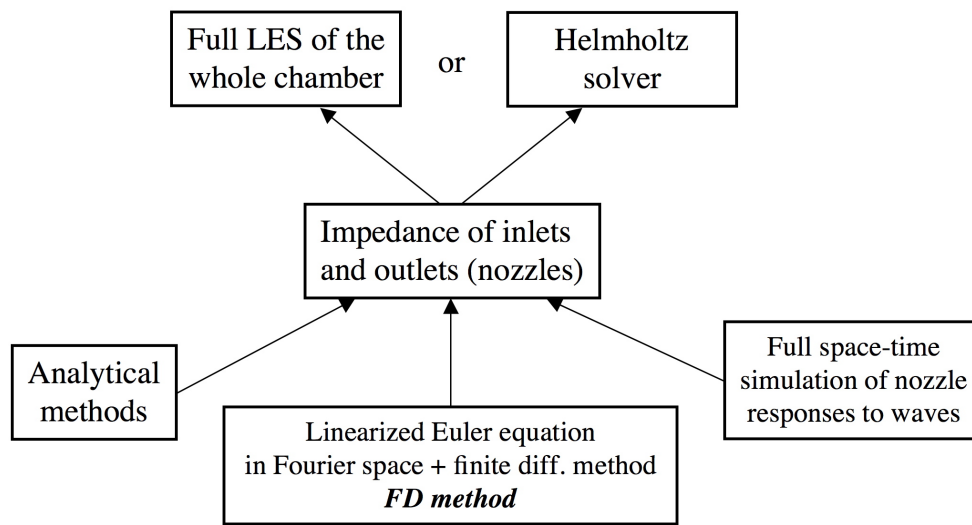 Full LES of the
whole chamber
or
Helmholtz
solver
Impedance of inlets
and outlets (nozzles)
Analytical
methods
Linearized Euler equation
in Fourier space + finite diff. method
FD method
Full space-time
simulation of nozzle
responses to waves